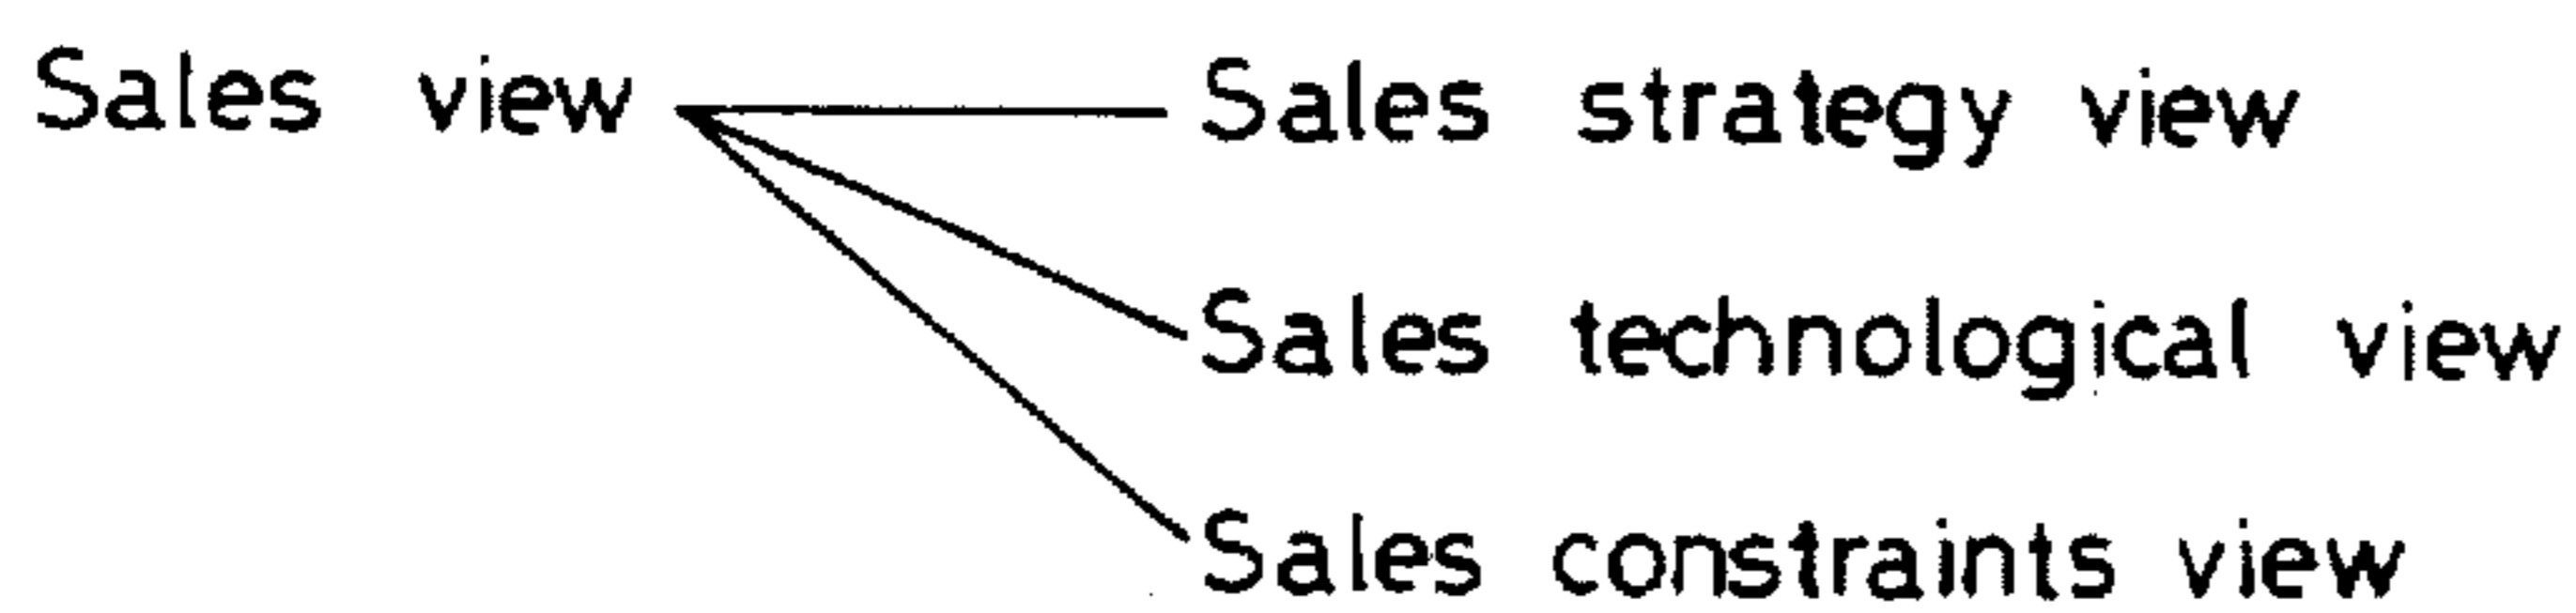 Sales view
Sales strategy view
Sales technological view
Sales constraints view